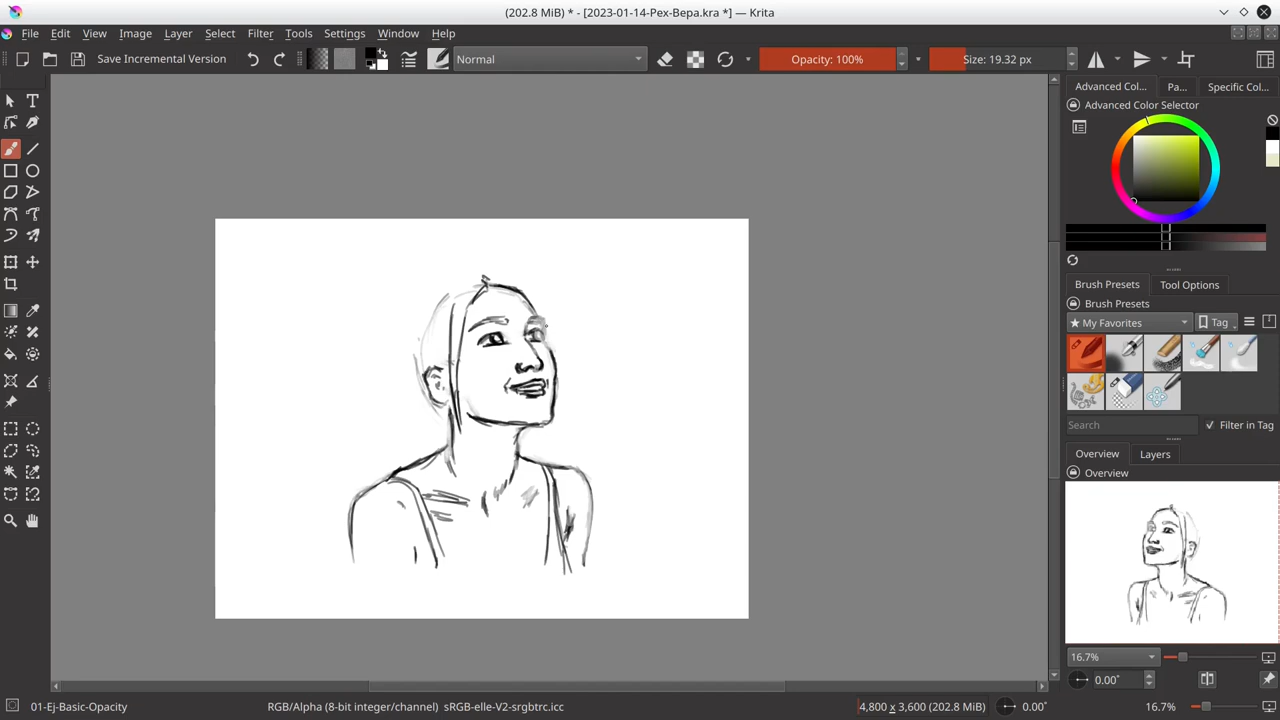 (202.8 MiB) * - [2023-01-14-Рех-Вера.kra *] — Krita
File Edit View Image Layer Select Filter Tools Settings Window Help
Save Incremental Version Normal Opacity: 100% Size: 19.32 px
Advanced Col... Pa... Specific Col...
Advanced Color Selector
Brush Presets Tool Options
Brush Presets
★ My Favorites Tag
Search Filter in Tag
Overview Layers
Overview
16.7%
0.00°
01-Ej-Basic-Opacity RGB/Alpha (8-bit integer/channel) sRGB-elle-V2-srgbtrc.icc 4,800 x 3,600 (202.8 MiB) 0.00° 16.7%